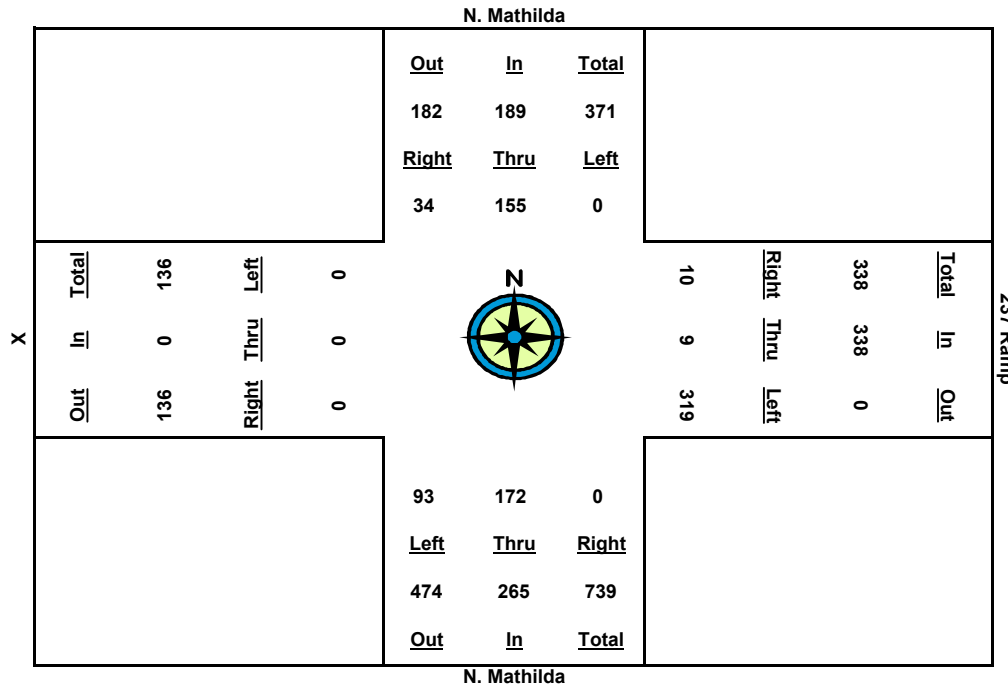 N. Mathilda
Out In Total
182 189 371
Right Thru Left
34 155 0
X
Total 136 Left 0
In 0 Thru 0
Out 136 Right 0
N
10 Right 338 Total
9 Thru 338 In
319 Left 0 Out
237 Ramp
93 172 0
Left Thru Right
474 265 739
Out In Total
N. Mathilda